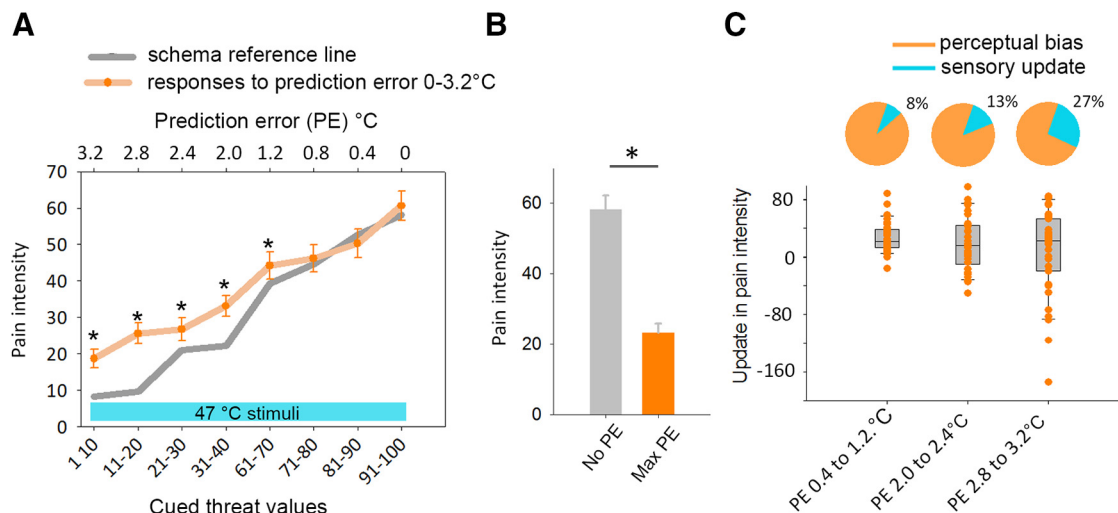 A
schema reference line
responses to prediction error 0-3.2°C
Prediction error (PE) °C
3.2 2.8 2.4 2.0 1.2 0.8 0.4 0
70
60
50
40
30
20
10
0
Pain intensity
* * * * *
47 °C stimuli
1 10 11-20 21-30 31-40 61-70 71-80 81-90 91-100
Cued threat values
B
*
60
40
20
0
Pain intensity
No PE Max PE
C
perceptual bias
sensory update
8% 13% 27%
80
0
-80
-160
Update in pain intensity
PE 0.4 to 1.2.°C PE 2.0 to 2.4°C PE 2.8 to 3.2°C